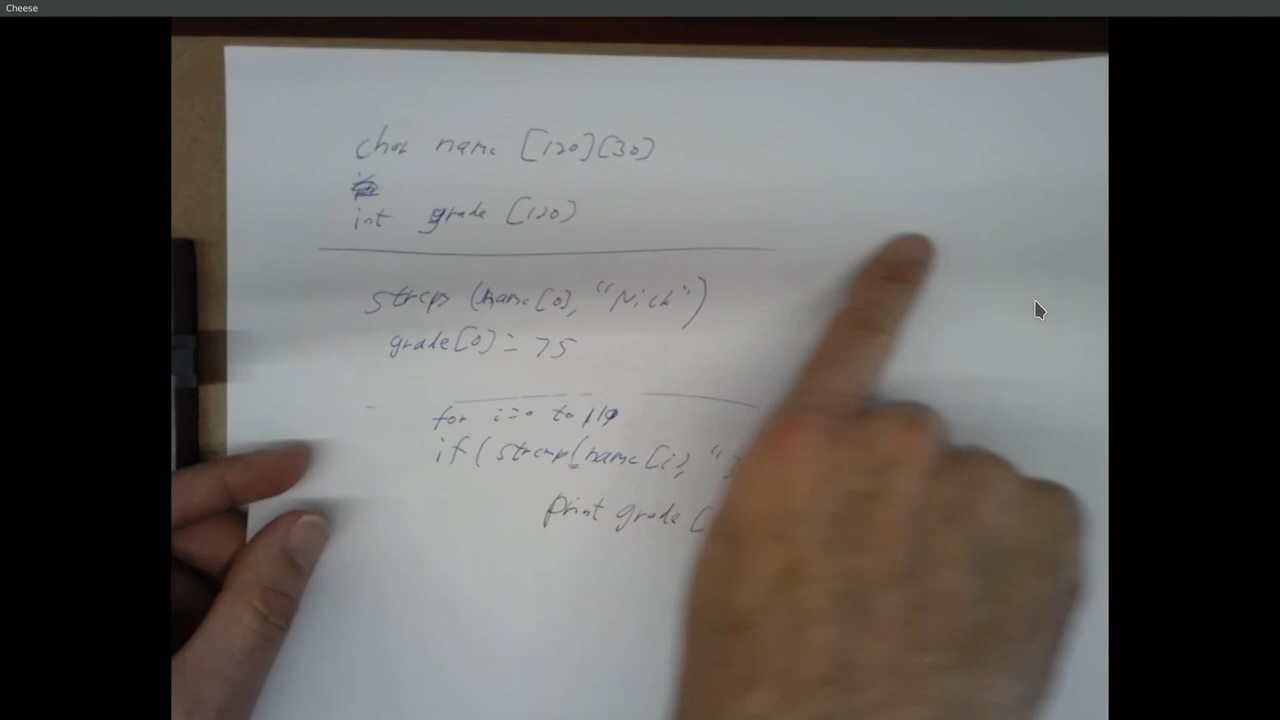 Cheese
char name [120][30]
int grade [120]
strcpy (name[0], "Nick")
grade[0] = 75
for i=0 to 119
if ( strcmp(name[i], "
print grade [